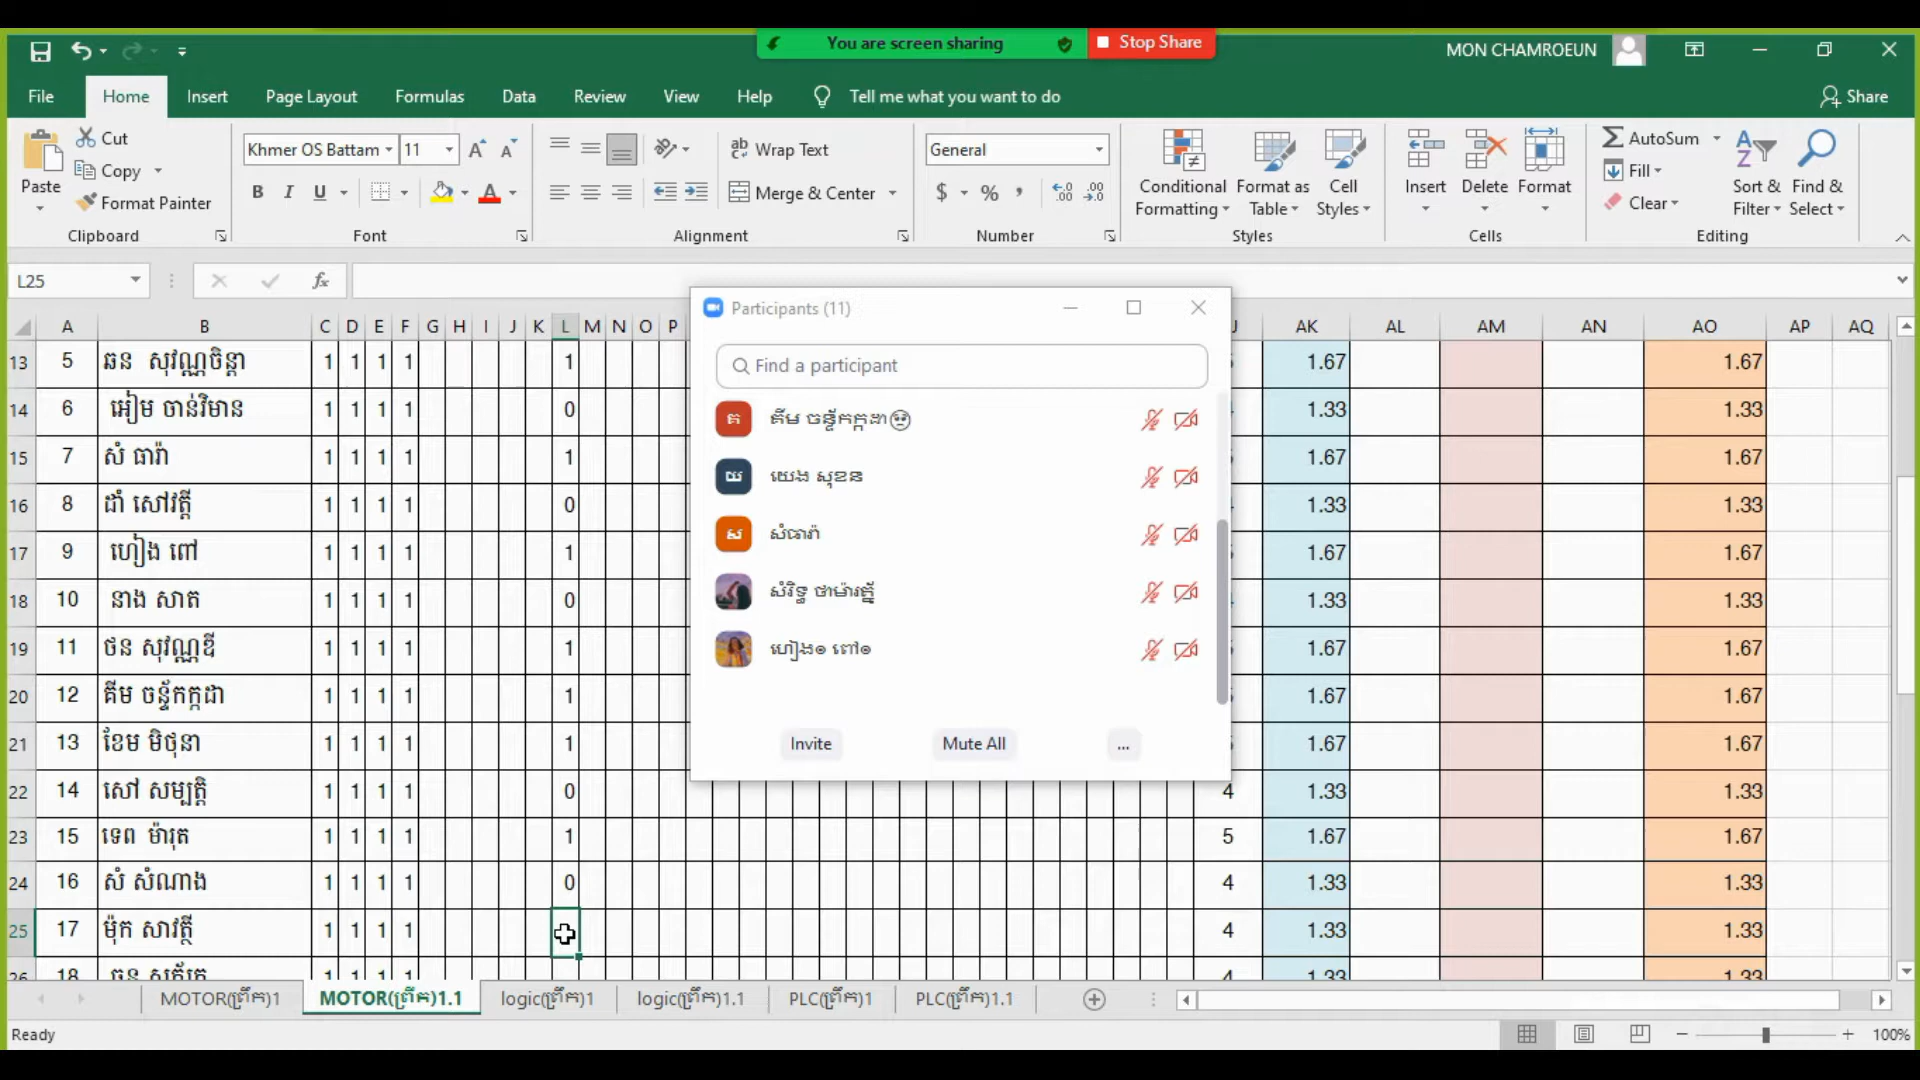 You are screen sharing
Stop Share
MON CHAMROEUN
File Home Insert Page Layout Formulas Data Review View Help Tell me what you want to do Share
Paste Cut Copy Format Painter Clipboard
Khmer OS Battam 11 B I U Font
Wrap Text Merge & Center Alignment
General $ % Number
Conditional Formatting Format as Table Cell Styles Styles
Insert Delete Format Cells
AutoSum Fill Clear Sort & Filter Find & Select Editing
L25 fx
A B C D E F G H I J K L M N O P AK AL AM AN AO AP AQ
13 5 ឆន សុវណ្ណចិន្តា 1 1 1 1 1 1.67 1.67
14 6 អៀម ចាន់រីមាន 1 1 1 1 0 1.33 1.33
15 7 សំ ធារ៉ា 1 1 1 1 1 1.67 1.67
16 8 ដាំ សៅវត្តី 1 1 1 1 0 1.33 1.33
17 9 ហៀង ពៅ 1 1 1 1 1 1.67 1.67
18 10 នាង សាត 1 1 1 1 0 1.33 1.33
19 11 ថន សុវណ្ណឌី 1 1 1 1 1 1.67 1.67
20 12 គីម ចន្ទ័កក្កដា 1 1 1 1 1 1.67 1.67
21 13 ខែម មិថុនា 1 1 1 1 1 1.67 1.67
22 14 សៅ សម្បត្តិ 1 1 1 1 0 4 1.33 1.33
23 15 ទេព ម៉ារុត 1 1 1 1 1 5 1.67 1.67
24 16 សំ សំណាង 1 1 1 1 0 4 1.33 1.33
25 17 ម៉ុក សាវត្ថី 1 1 1 1 4 1.33 1.33
26 18 1 1 1 1 4 1.33 1.33
Participants (11)
Find a participant
គ គីម ចន្ទ័កក្កដា🥺
យ យេង សុខន
ស សំធារ៉ា
សំរិទ្ធ ថាម៉ារត្ន័
ហៀង๑ ពៅ๑
Invite Mute All ...
MOTOR(ព្រឹក)1 MOTOR(ព្រឹក)1.1 logic(ព្រឹក)1 logic(ព្រឹក)1.1 PLC(ព្រឹក)1 PLC(ព្រឹក)1.1
Ready 100%